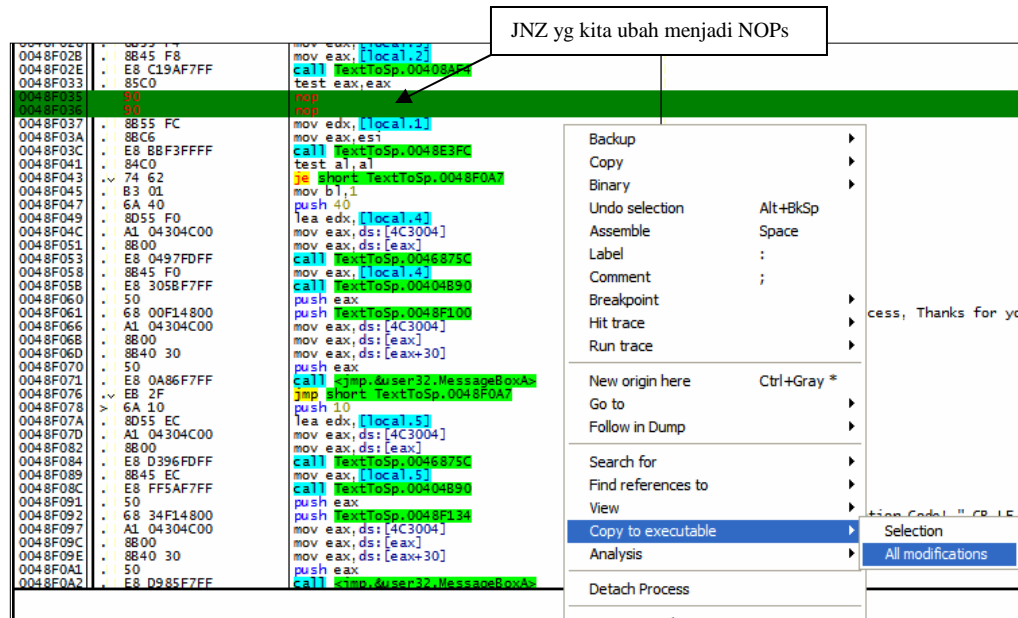 JNZ yg kita ubah menjadi NOPs
0048F02B . 8B45 F8 mov eax,[local.2]
0048F02E . E8 C19AF7FF call TextToSp.00408AF4
0048F033 . 85C0 test eax,eax
0048F035 90 nop
0048F036 90 nop
0048F037 . 8B55 FC mov edx,[local.1]
0048F03A . 8BC6 mov eax,esi
0048F03C . E8 BBF3FFFF call TextToSp.0048E3FC
0048F041 . 84C0 test al,al
0048F043 .v 74 62 je short TextToSp.0048F0A7
0048F045 . B3 01 mov bl,1
0048F047 . 6A 40 push 40
0048F049 . 8D55 F0 lea edx,[local.4]
0048F04C . A1 04304C00 mov eax,ds:[4C3004]
0048F051 . 8B00 mov eax,ds:[eax]
0048F053 . E8 0497FDFF call TextToSp.0046875C
0048F058 . 8B45 F0 mov eax,[local.4]
0048F05B . E8 305BF7FF call TextToSp.00404B90
0048F060 . 50 push eax
0048F061 . 68 00F14800 push TextToSp.0048F100 cess, Thanks for yo
0048F066 . A1 04304C00 mov eax,ds:[4C3004]
0048F06B . 8B00 mov eax,ds:[eax]
0048F06D . 8B40 30 mov eax,ds:[eax+30]
0048F070 . 50 push eax
0048F071 . E8 0A86F7FF call <jmp.&user32.MessageBoxA>
0048F076 .v EB 2F jmp short TextToSp.0048F0A7
0048F078 > 6A 10 push 10
0048F07A . 8D55 EC lea edx,[local.5]
0048F07D . A1 04304C00 mov eax,ds:[4C3004]
0048F082 . 8B00 mov eax,ds:[eax]
0048F084 . E8 D396FDFF call TextToSp.0046875C
0048F089 . 8B45 EC mov eax,[local.5]
0048F08C . E8 FF5AF7FF call TextToSp.00404B90
0048F091 . 50 push eax
0048F092 . 68 34F14800 push TextToSp.0048F134
0048F097 . A1 04304C00 mov eax,ds:[4C3004]
0048F09C . 8B00 mov eax,ds:[eax]
0048F09E . 8B40 30 mov eax,ds:[eax+30]
0048F0A1 . 50 push eax
0048F0A2 . E8 D985F7FF call <jmp.&user32.MessageBoxA>
Backup
Copy
Binary
Undo selection Alt+BkSp
Assemble Space
Label :
Comment ;
Breakpoint
Hit trace
Run trace
New origin here Ctrl+Gray *
Go to
Follow in Dump
Search for
Find references to
View
Copy to executable
Analysis
Detach Process
Selection
All modifications